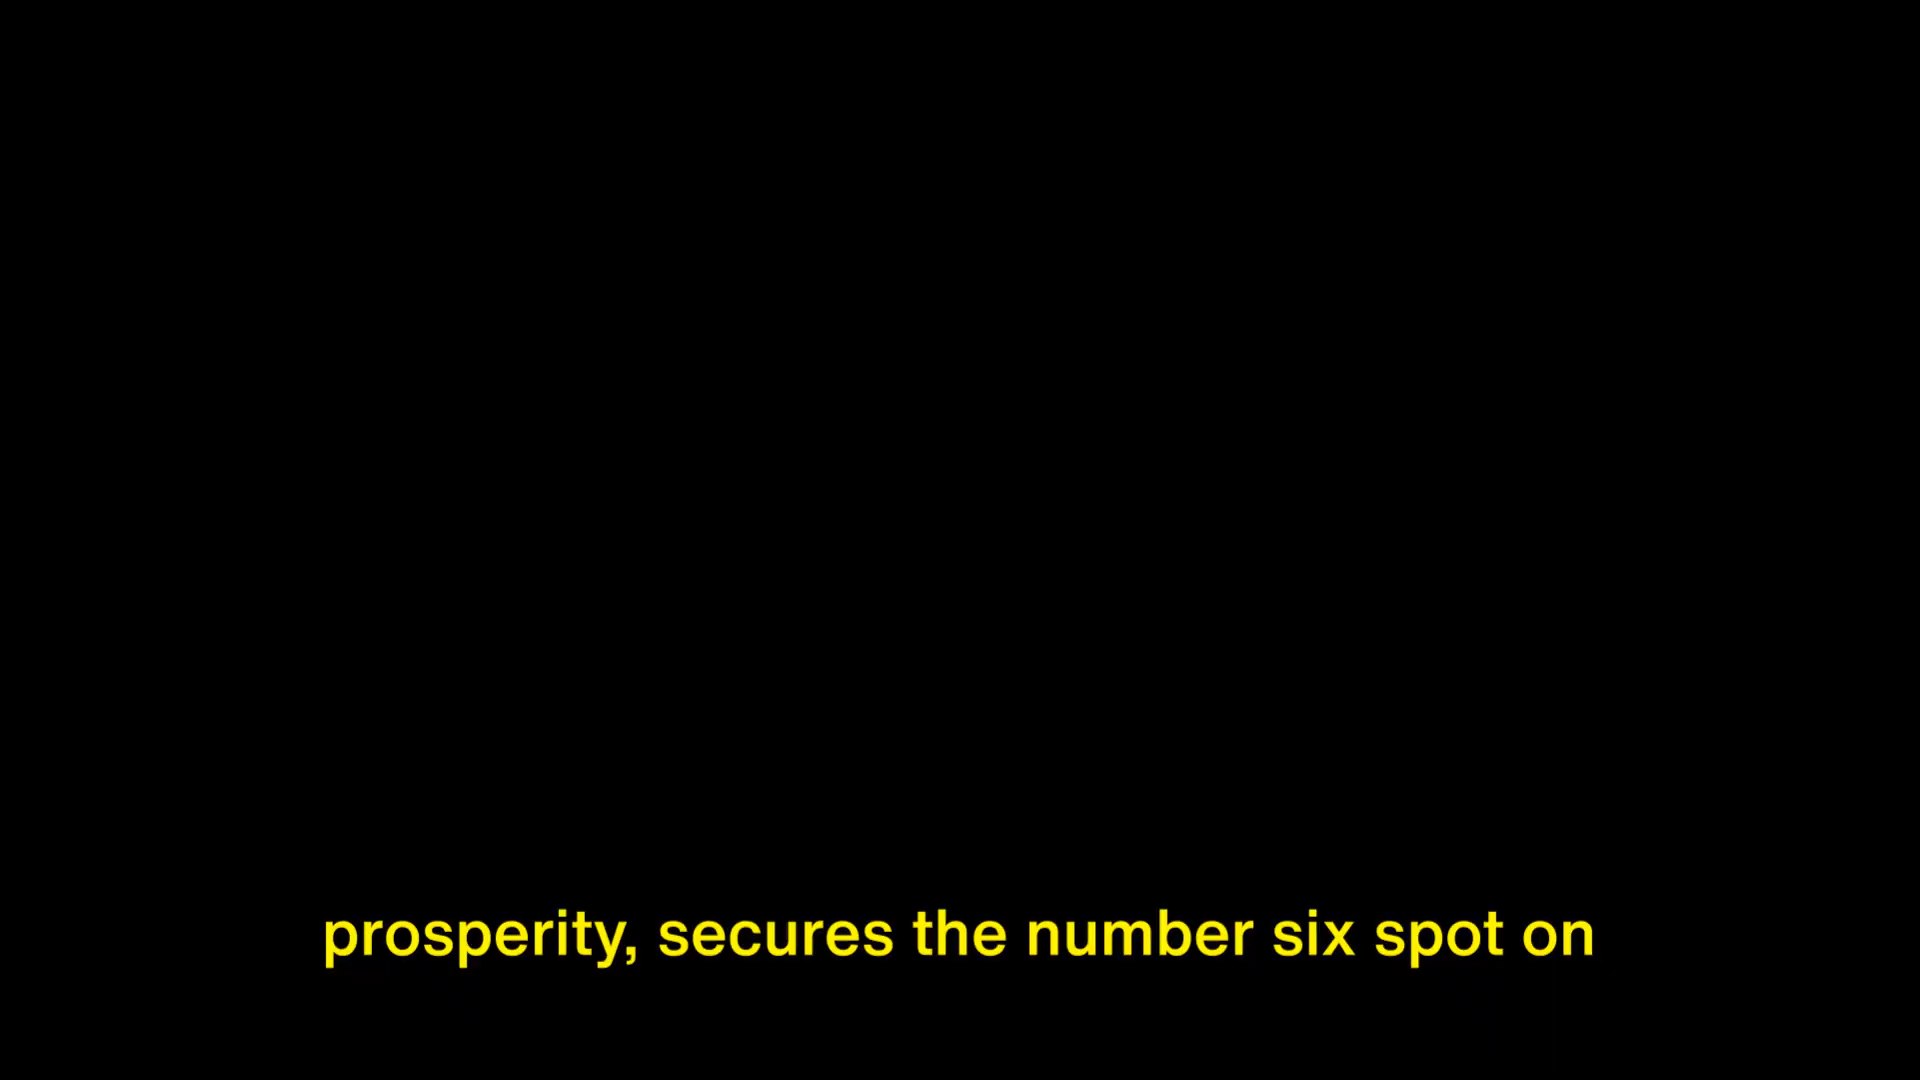 prosperity, secures the number six spot on